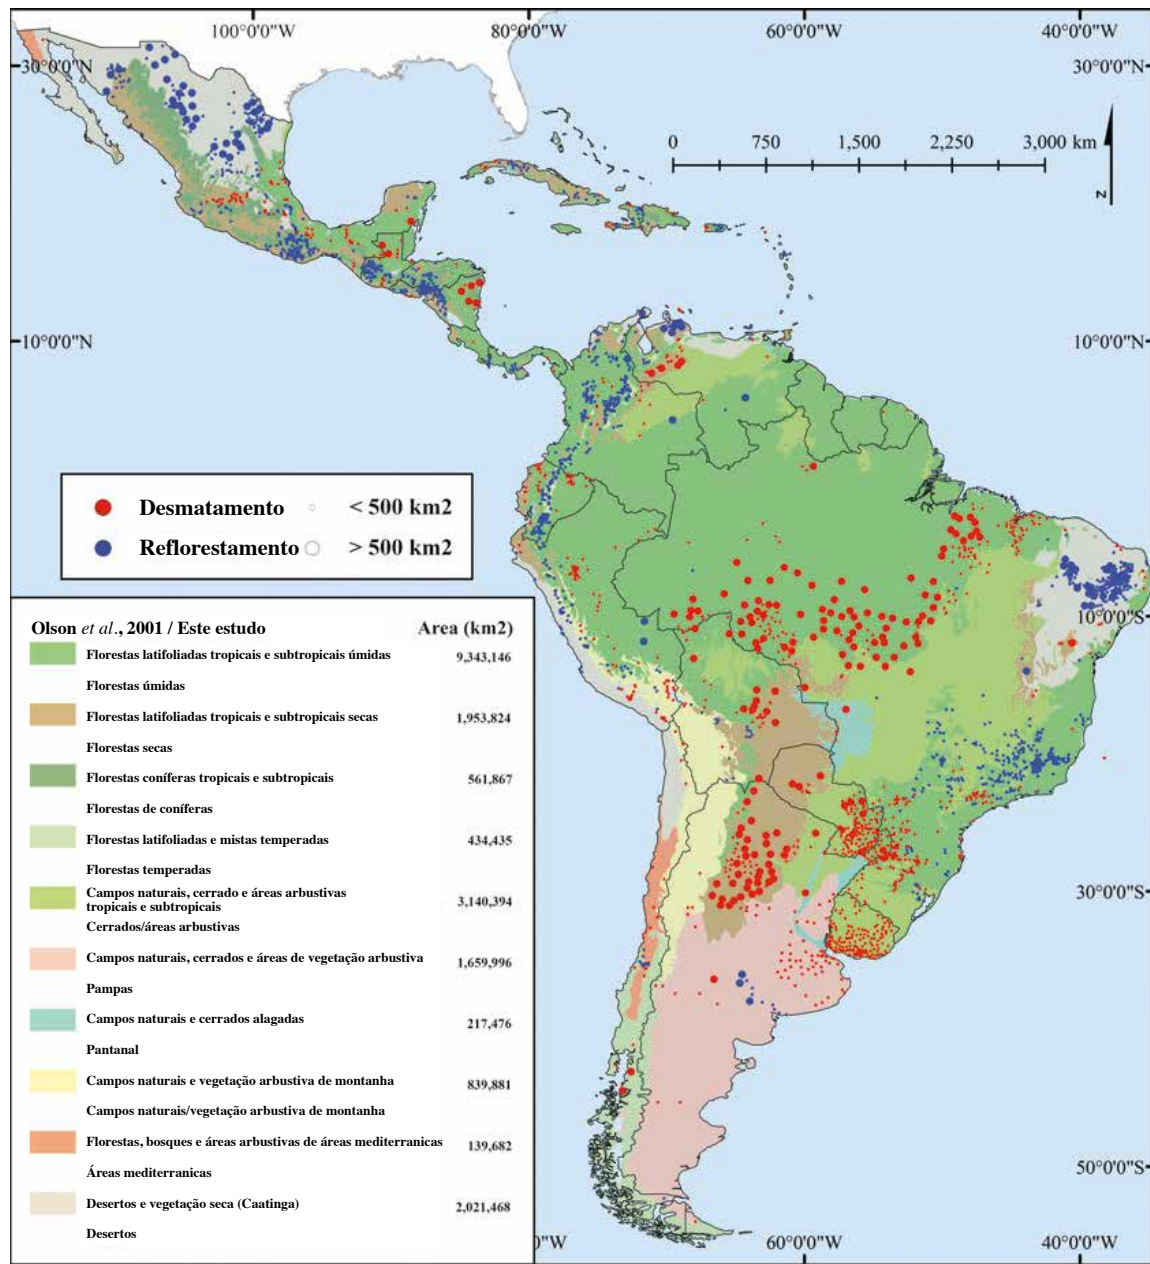 100°0'0"W 80°0'0"W 60°0'0"W 40°0'0"W
30°0'0"N 30°0'0"N
0 750 1,500 2,250 3,000 km
N
10°0'0"N 10°0'0"N
Desmatamento < 500 km2
Reflorestamento > 500 km2
10°0'0"S
Olson et al., 2001 / Este estudo Area (km2)
Florestas latifoliadas tropicais e subtropicais úmidas 9,343,146
Florestas úmidas
Florestas latifoliadas tropicais e subtropicais secas 1,953,824
Florestas secas
Florestas coníferas tropicais e subtropicais 561,867
Florestas de coníferas
Florestas latifoliadas e mistas temperadas 434,435
Florestas temperadas
Campos naturais, cerrado e áreas arbustivas
tropicais e subtropicais 3,140,394
Cerrados/áreas arbustivas
Campos naturais, cerrados e áreas de vegetação arbustiva 1,659,996
Pampas
Campos naturais e cerrados alagadas 217,476
Pantanal
Campos naturais e vegetação arbustiva de montanha 839,881
Campos naturais/vegetação arbustiva de montanha
Florestas, bosques e áreas arbustivas de áreas mediterranicas 139,682
Áreas mediterranicas
Desertos e vegetação seca (Caatinga) 2,021,468
Desertos
30°0'0"S
50°0'0"S
0"W 60°0'0"W 40°0'0"W